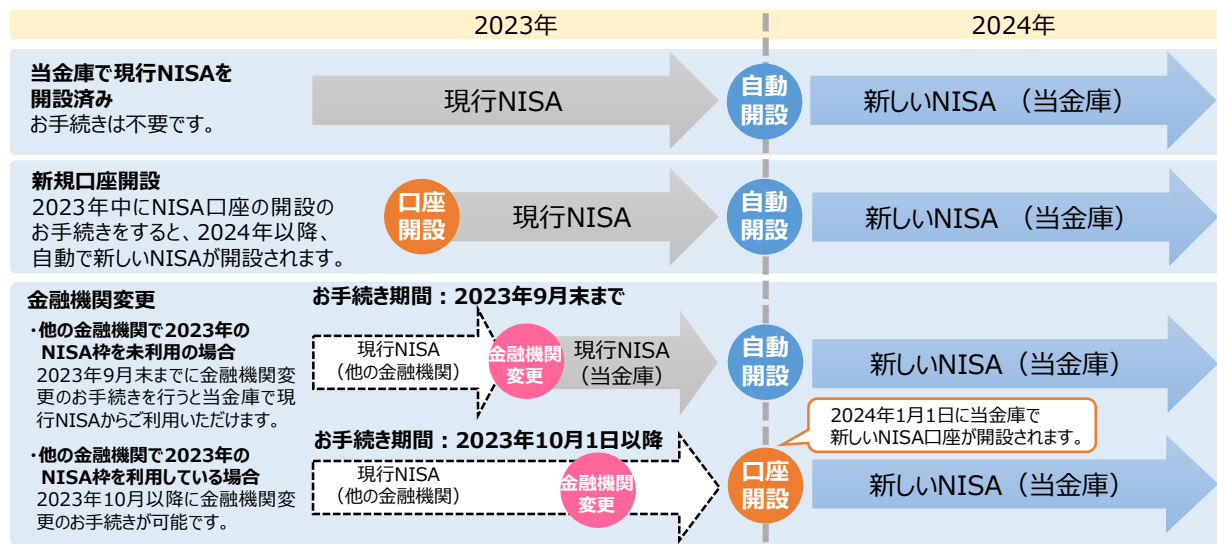 2023年
2024年
当金庫で現行NISAを
開設済み
お手続きは不要です。
現行NISA
自動
開設
新しいNISA （当金庫）
新規口座開設
2023年中にNISA口座の開設の
お手続きをすると、2024年以降、
自動で新しいNISAが開設されます。
口座
開設
現行NISA
自動
開設
新しいNISA （当金庫）
金融機関変更
・他の金融機関で2023年の
NISA枠を未利用の場合
2023年9月末までに金融機関変
更のお手続きを行うと当金庫で現
行NISAからご利用いただけます。
お手続き期間：2023年9月末まで
現行NISA
（他の金融機関）
金融機関
変更
現行NISA
（当金庫）
自動
開設
新しいNISA（当金庫）
2024年1月1日に当金庫で
新しいNISA口座が開設されます。
・他の金融機関で2023年の
NISA枠を利用している場合
2023年10月以降に金融機関変
更のお手続きが可能です。
お手続き期間：2023年10月1日以降
現行NISA
（他の金融機関）
金融機関
変更
口座
開設
新しいNISA（当金庫）